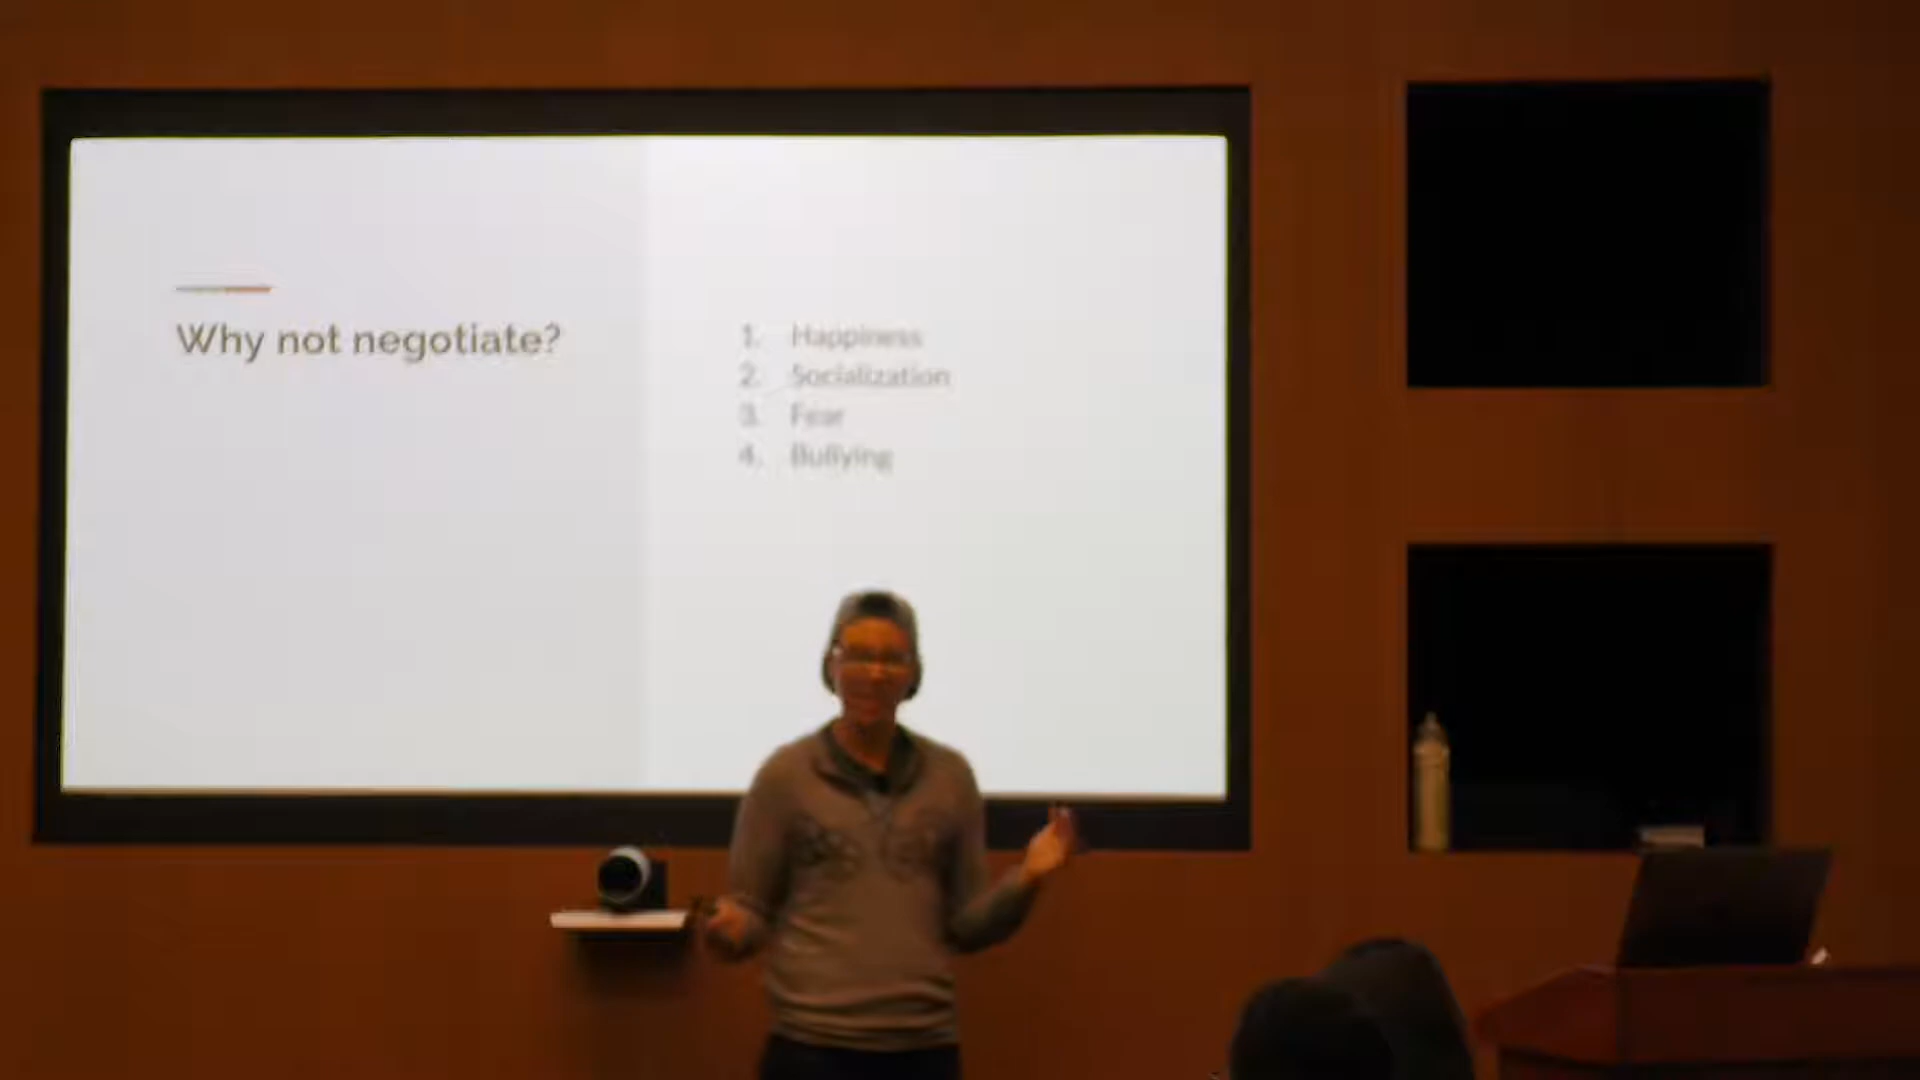 Why not negotiate?
1. Happiness
2. Socialization
3. Fear
4. Bullying